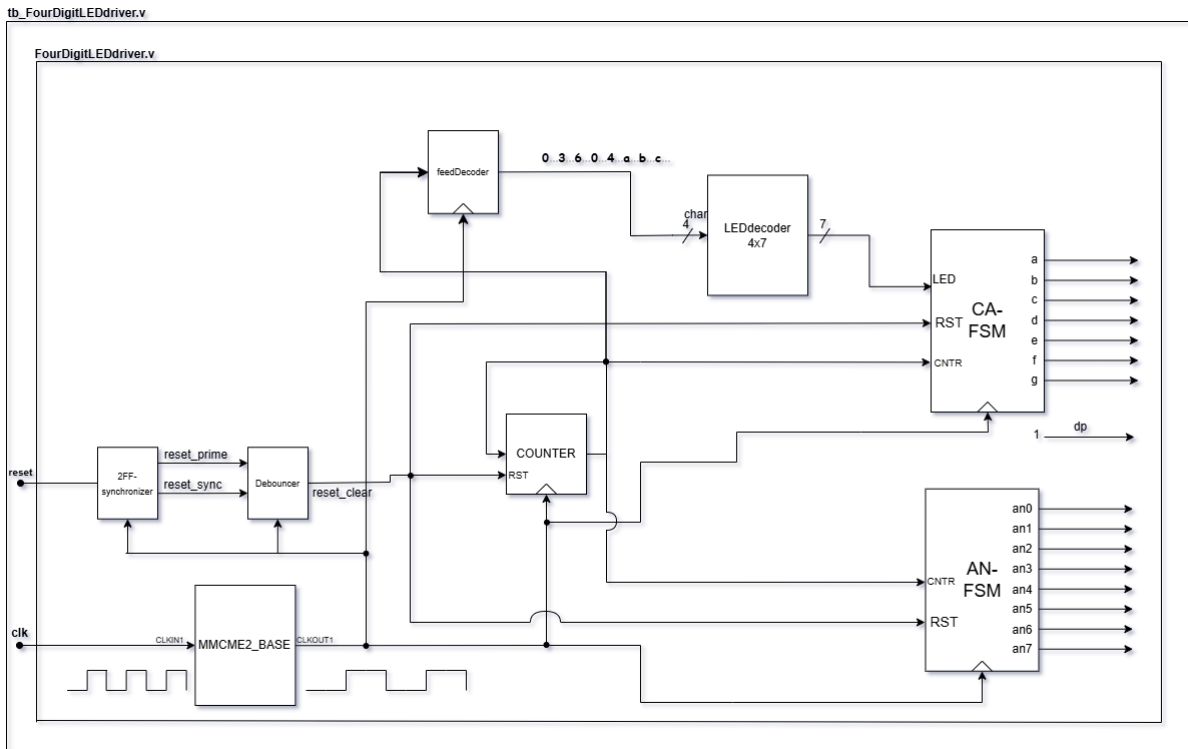 tb_FourDigitLEDdriver.v
FourDigitLEDdriver.v
feedDecoder
0...3...6...0...4...a...b...c...
char
4
LEDdecoder
4x7
7
LED
RST
CNTR
CA-
FSM
a
b
c
d
e
f
g
1
dp
COUNTER
RST
reset
2FF-
synchronizer
reset_prime
reset_sync
Debouncer
reset_clear
CNTR
RST
AN-
FSM
an0
an1
an2
an3
an4
an5
an6
an7
clk
CLKIN1
MMCME2_BASE
CLKOUT1